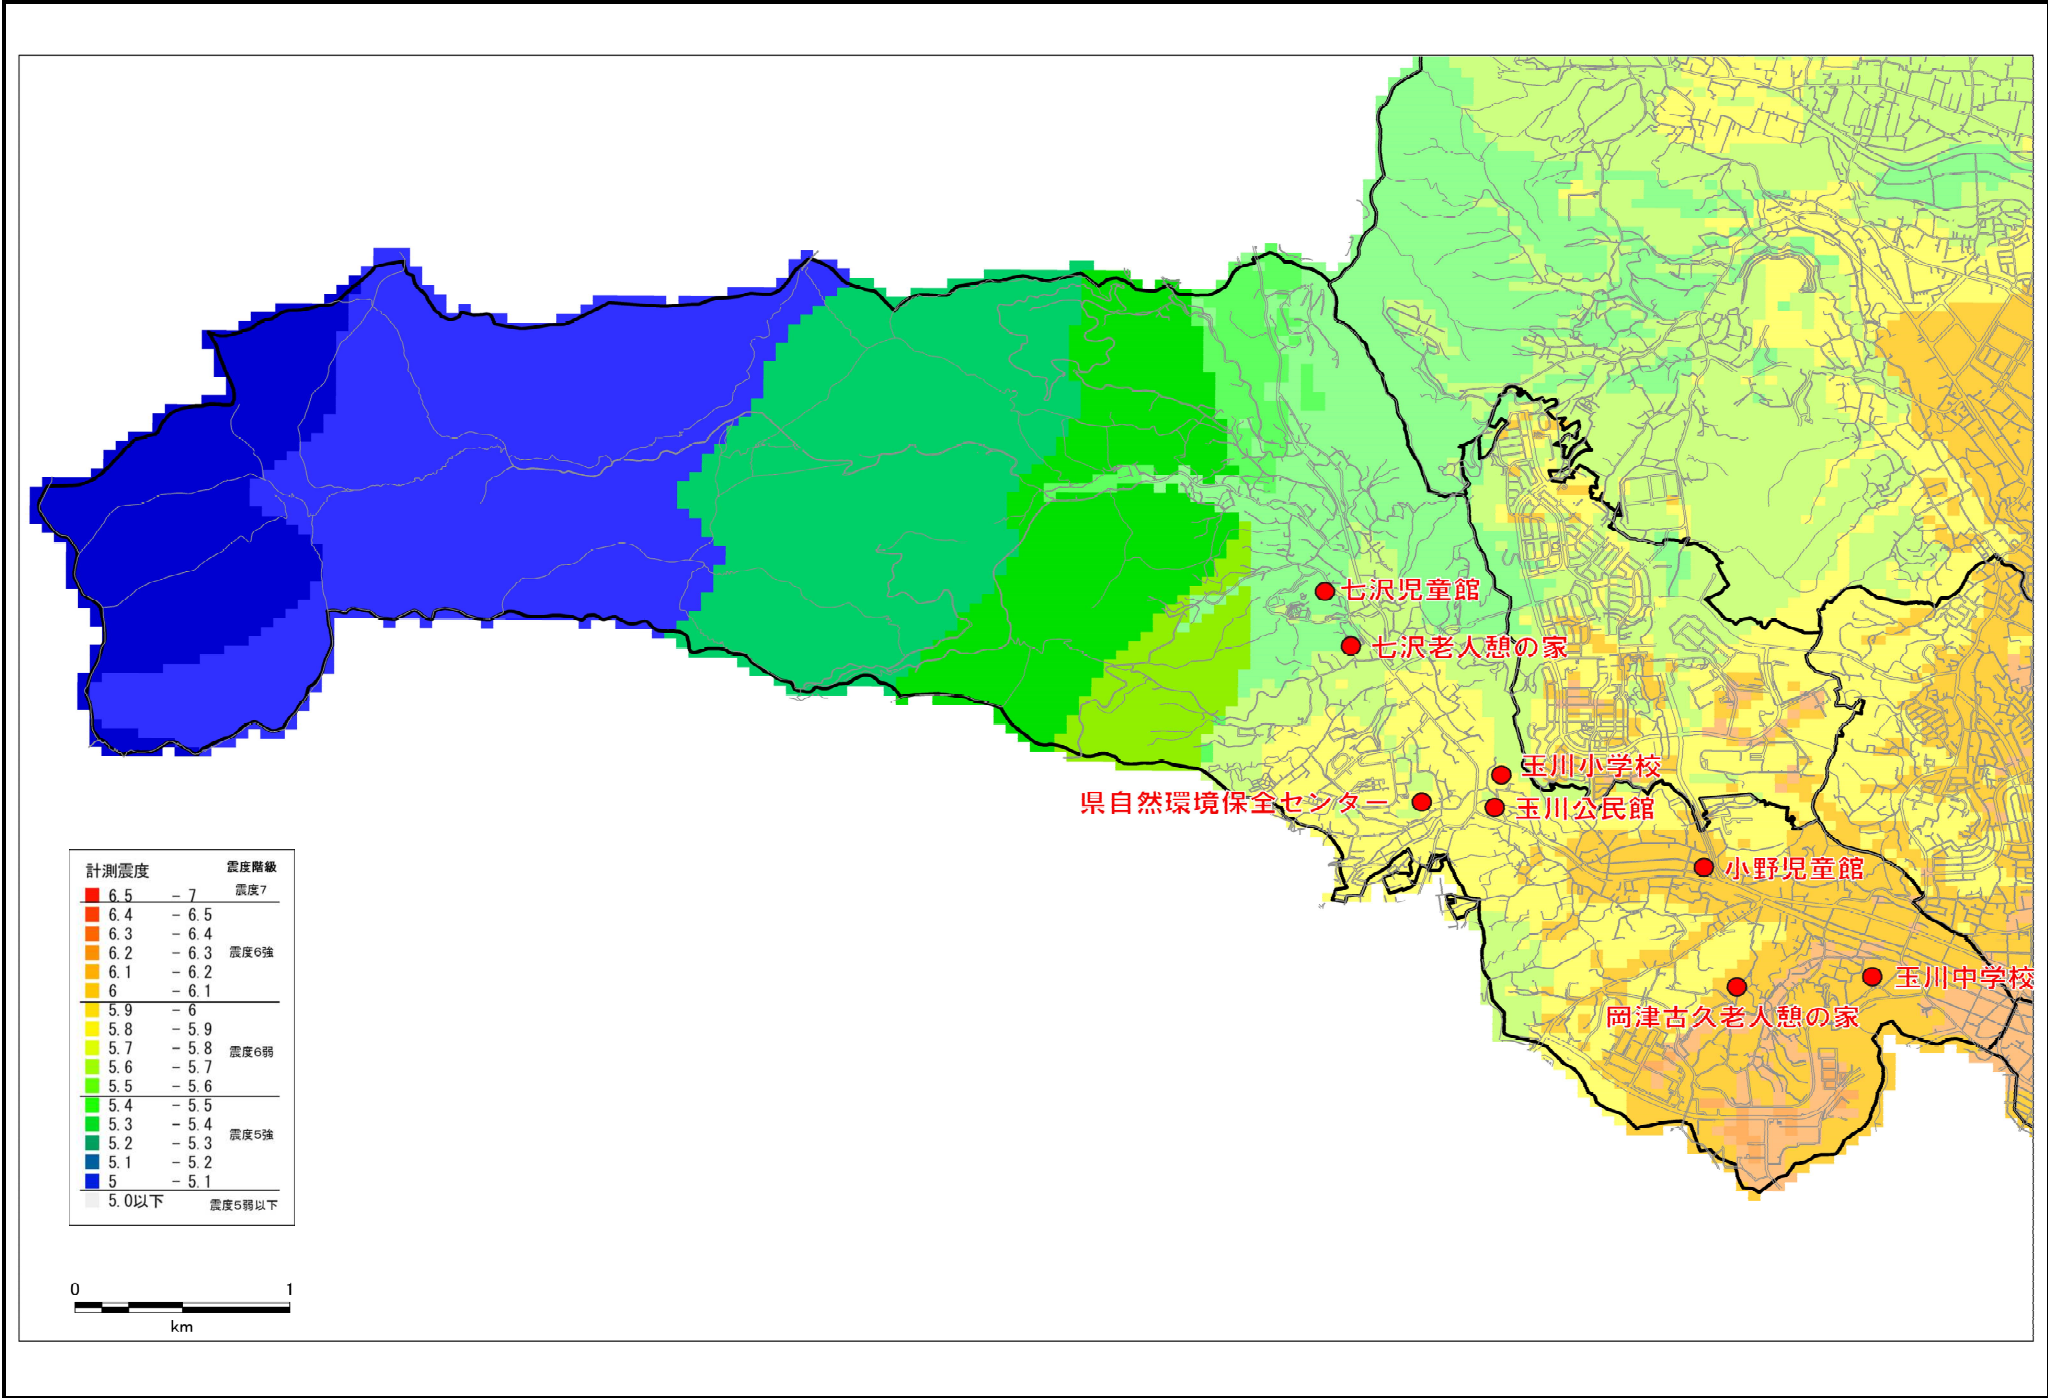 七沢児童館
七沢老人憩の家
玉川小学校
県自然環境保全センター
玉川公民館
小野児童館
玉川中学校
岡津古久老人憩の家
計測震度 震度階級
6.5 - 7 震度7
6.4 - 6.5
6.3 - 6.4
6.2 - 6.3 震度6強
6.1 - 6.2
6 - 6.1
5.9 - 6
5.8 - 5.9
5.7 - 5.8 震度6弱
5.6 - 5.7
5.5 - 5.6
5.4 - 5.5
5.3 - 5.4 震度5強
5.2 - 5.3
5.1 - 5.2
5 - 5.1
5.0以下 震度5弱以下
0 1
km